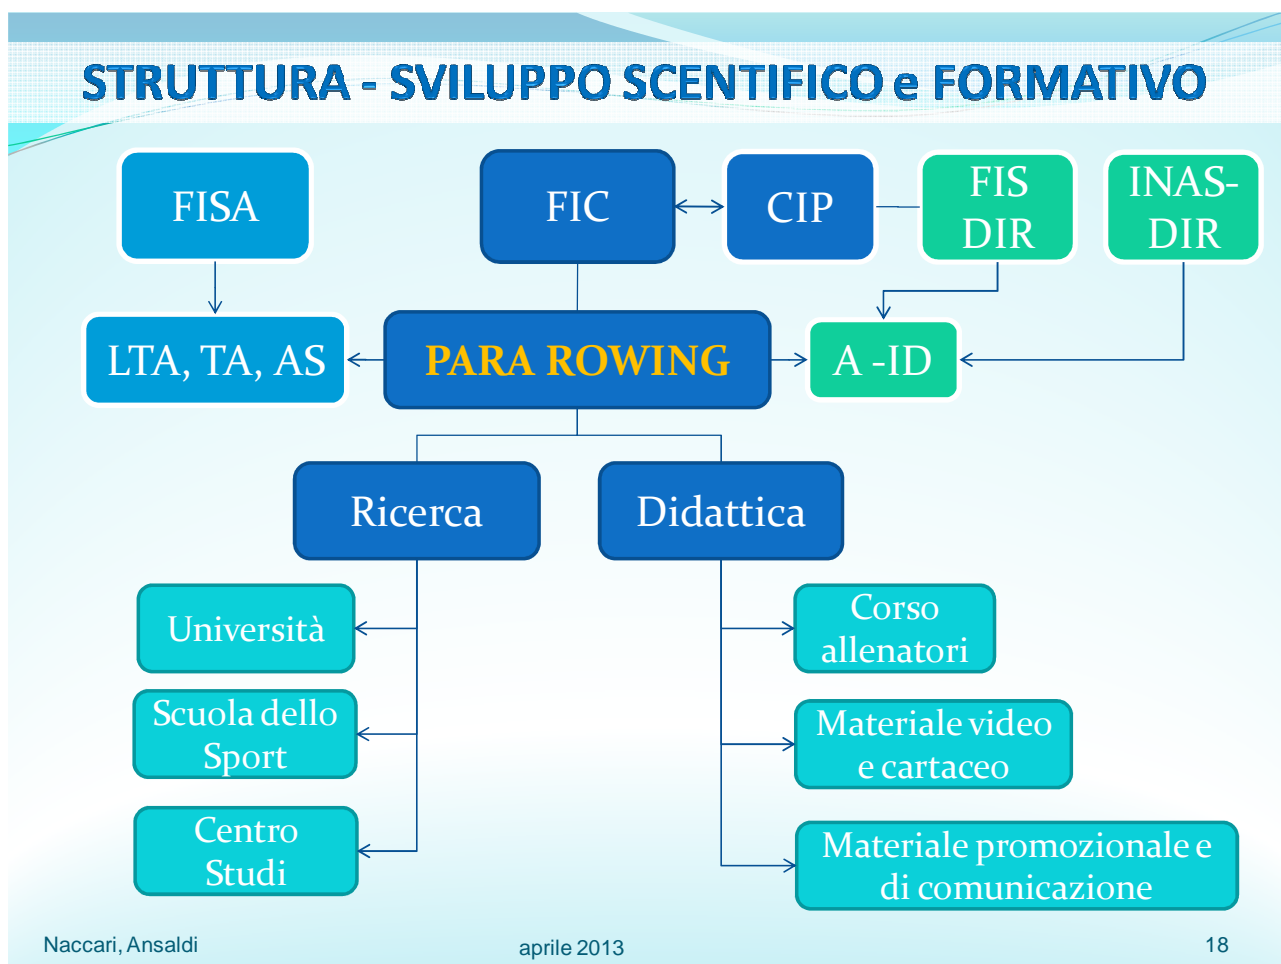 STRUTTURA - SVILUPPO SCENTIFICO e FORMATIVO
FISA
FIC
CIP
FIS
DIR
INAS-
DIR
LTA, TA, AS
PARA ROWING
A -ID
Ricerca
Didattica
Università
Scuola dello
Sport
Centro
Studi
Corso
allenatori
Materiale video
e cartaceo
Materiale promozionale e
di comunicazione
Naccari, Ansaldi
aprile 2013
18